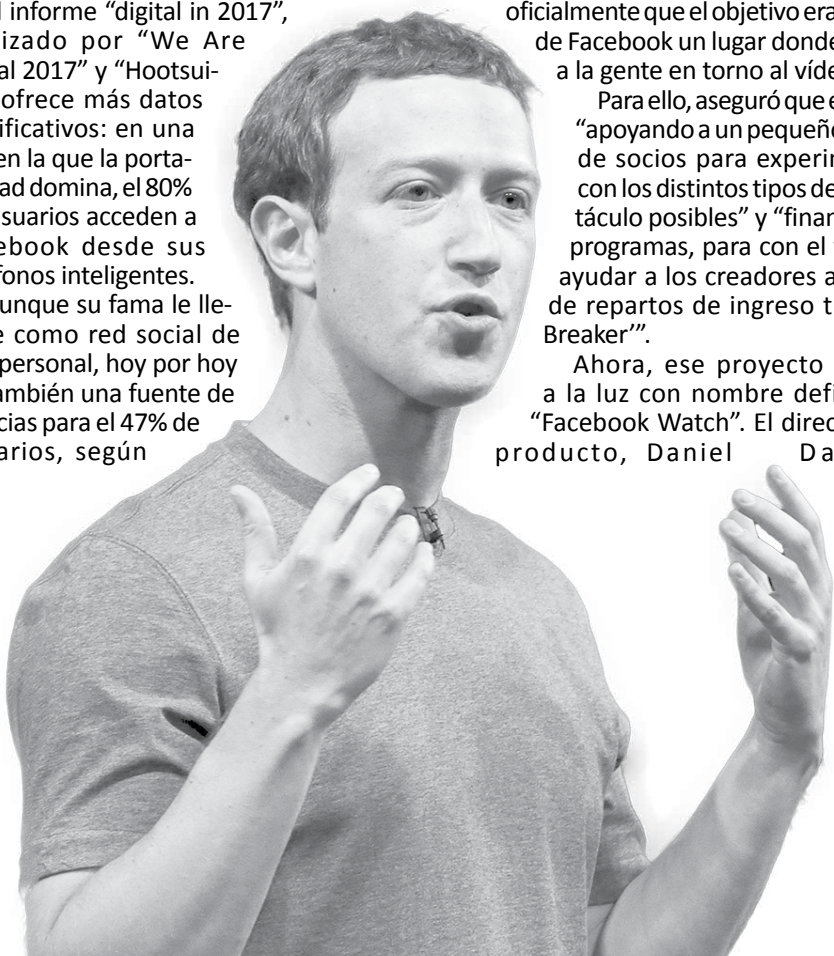 l informe “digital in 2017”,
izado por “We Are
al 2017” y “Hootsui-
ofrece más datos
ificativos: en una
en la que la porta-
ad domina, el 80%
suarios acceden a
ebook desde sus
fonos inteligentes.
unque su fama le lle-
e como red social de
personal, hoy por hoy
ambién una fuente de
cias para el 47% de
arios, según
oficialmente que el objetivo era
de Facebook un lugar donde
a la gente en torno al víde
Para ello, aseguró que e
“apoyando a un pequeño
de socios para experin
con los distintos tipos de
táculo posibles” y “finan
programas, para con el
ayudar a los creadores a
de repartos de ingreso t
Breaker’”.
Ahora, ese proyecto
a la luz con nombre defi
“Facebook Watch”. El direc
producto, Daniel Da